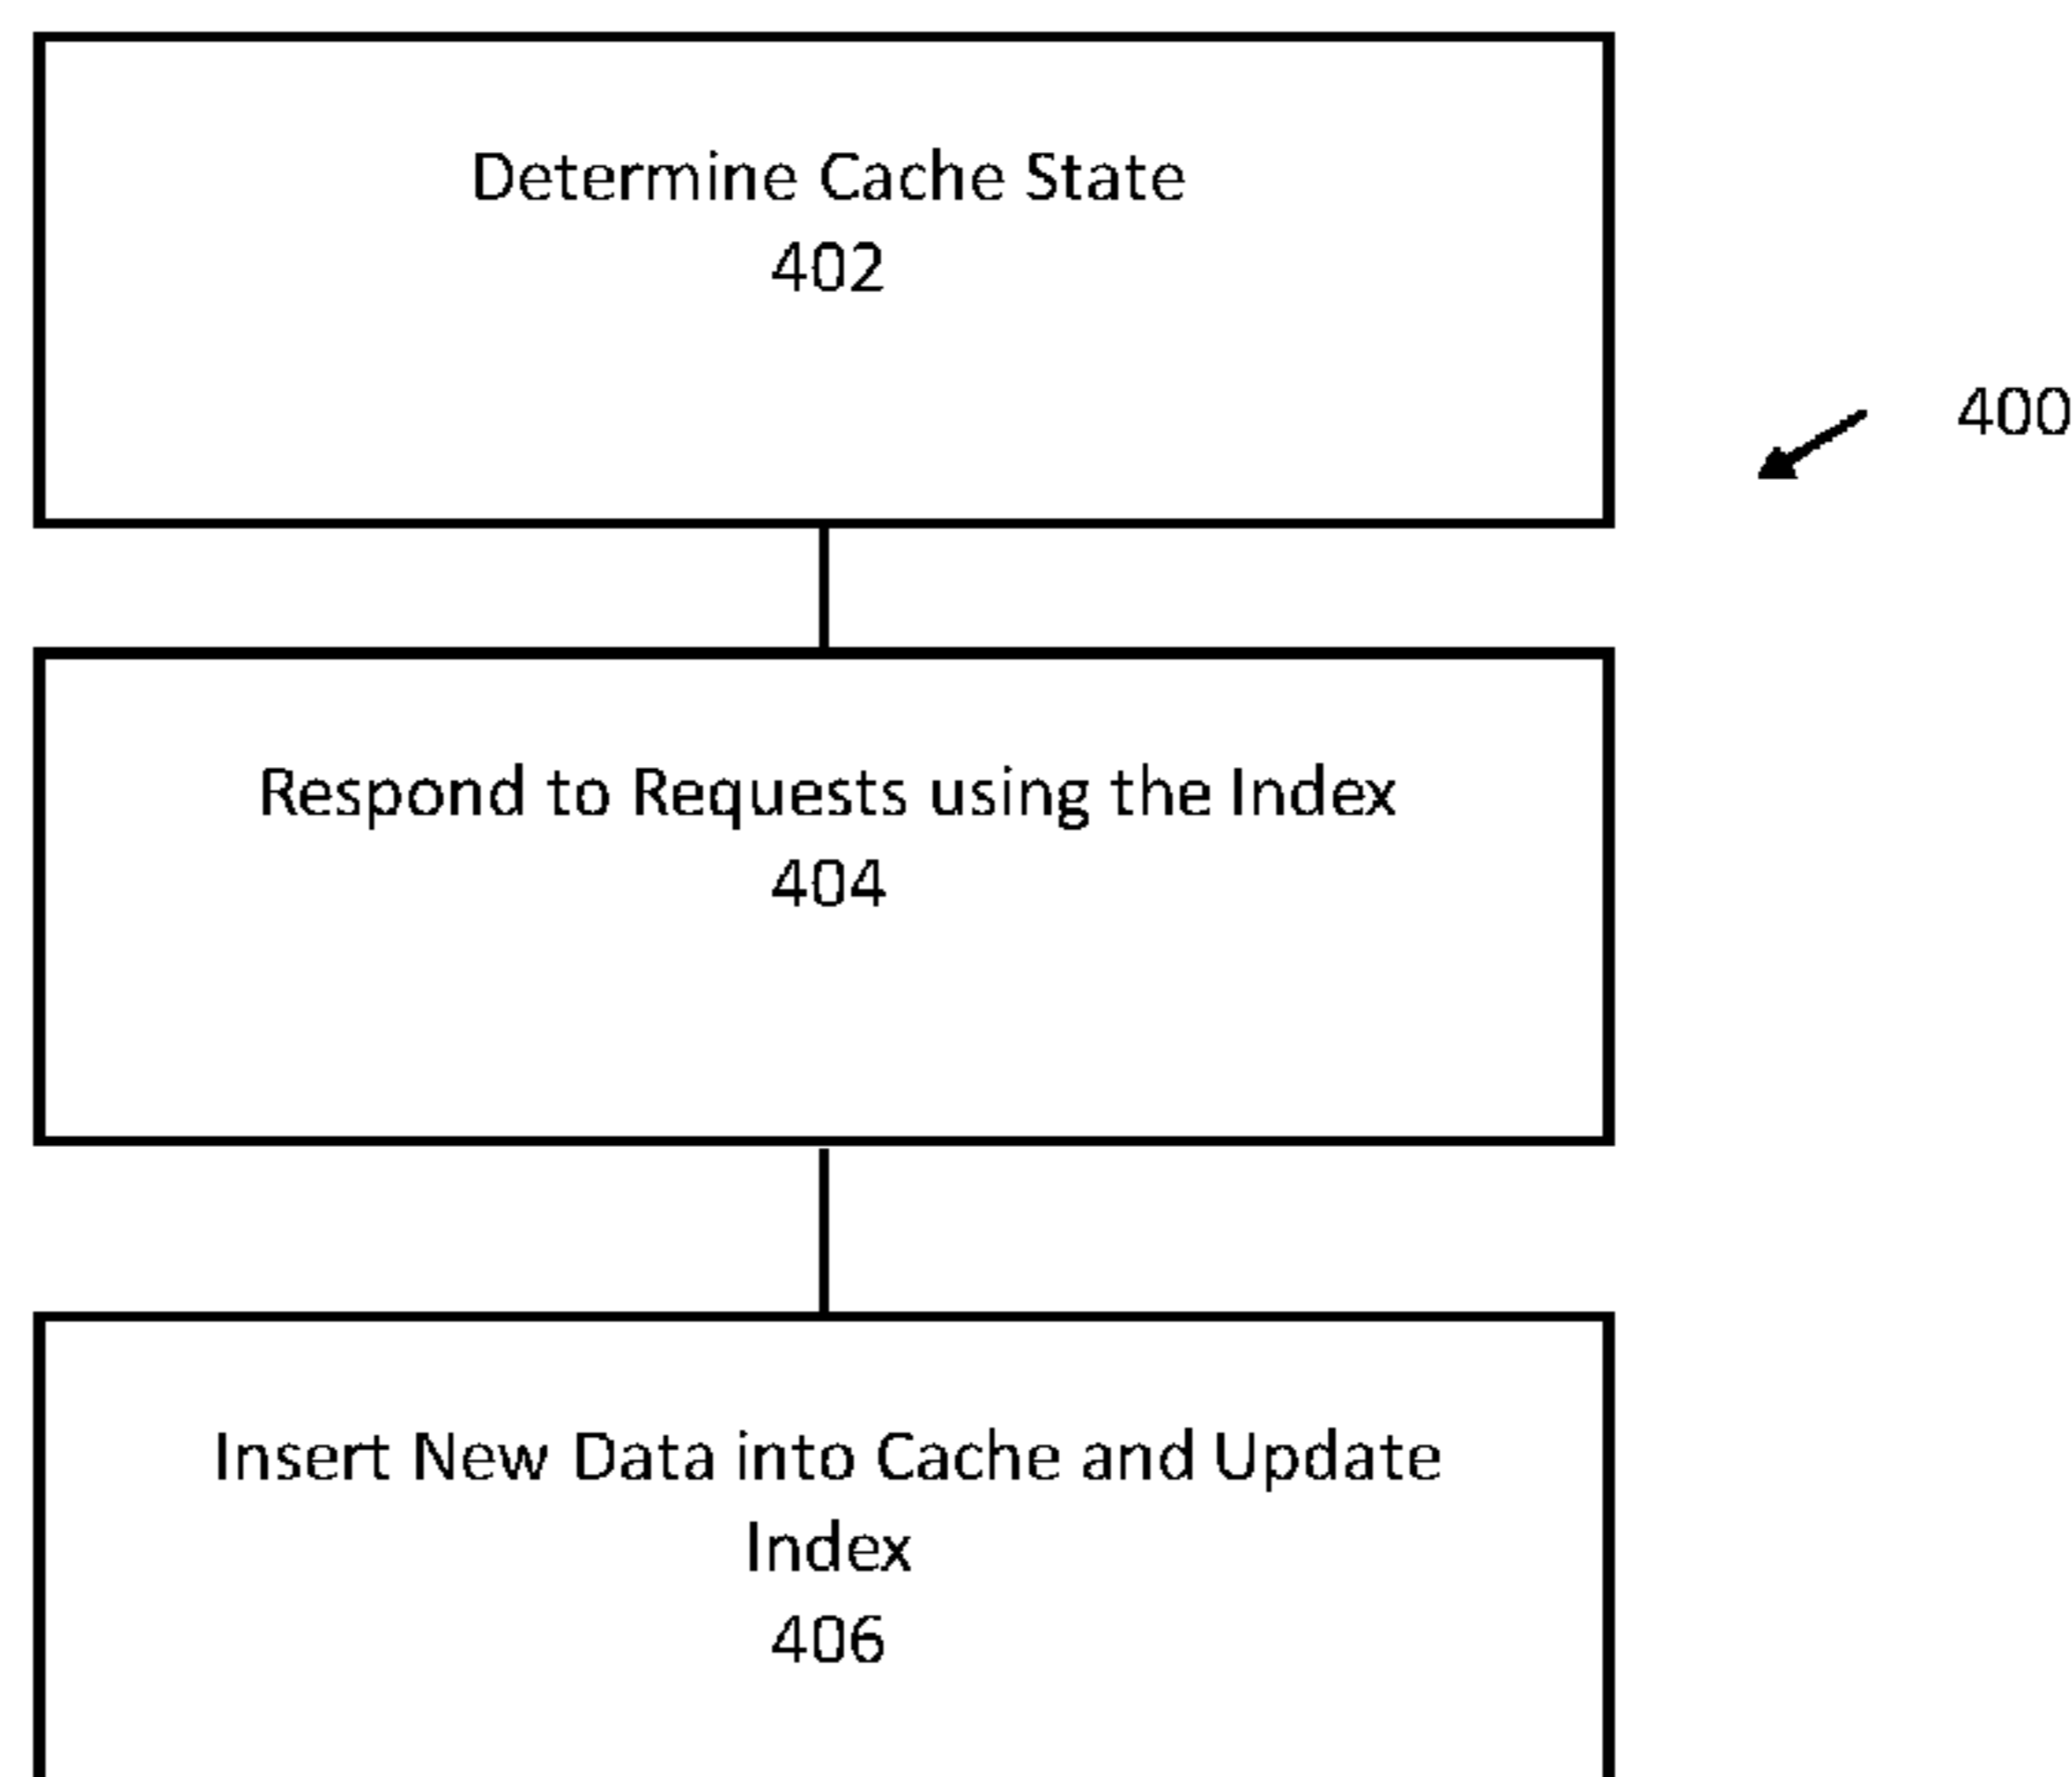 Determine Cache State
402
400
Respond to Requests using the Index
404
Insert New Data into Cache and Update
Index
406